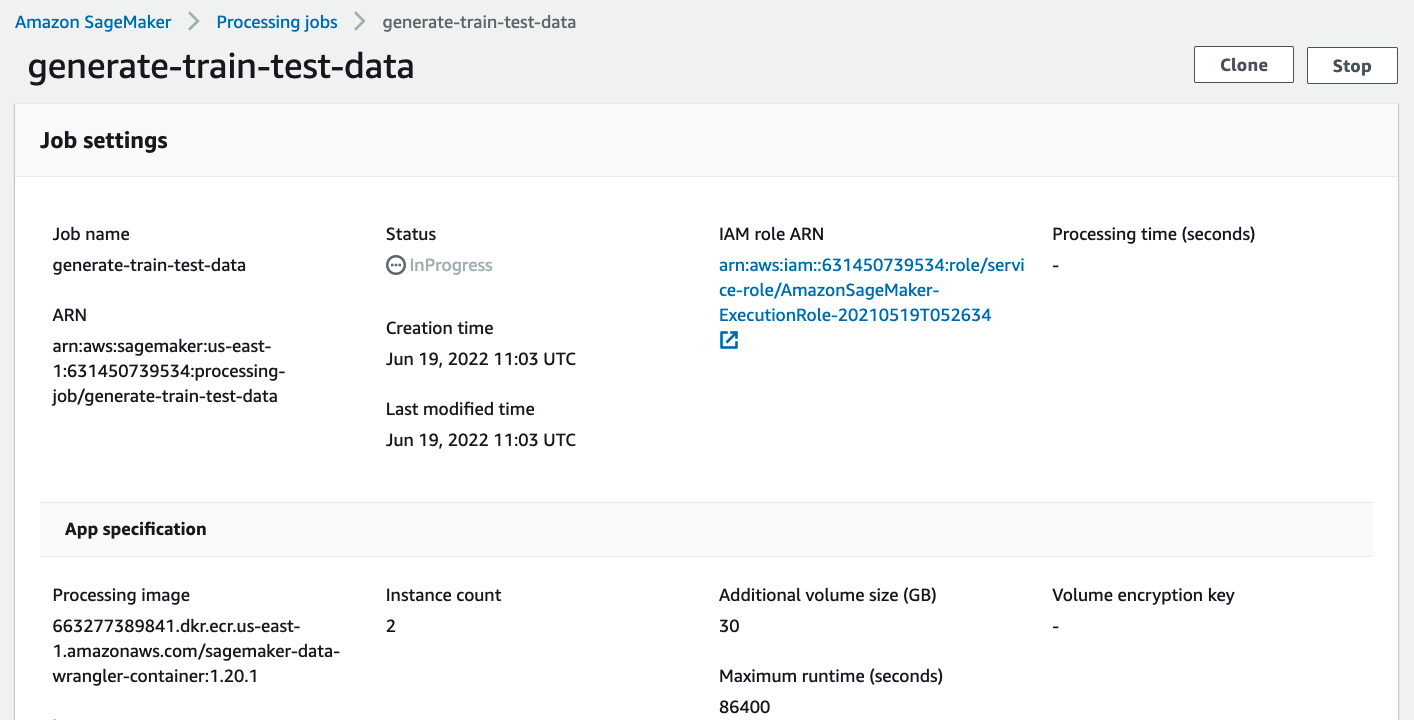 Amazon SageMaker > Processing jobs > generate-train-test-data
generate-train-test-data
Clone
Stop
Job settings
Job name
generate-train-test-data
ARN
arn:aws:sagemaker:us-east-
1:631450739534:processing-
job/generate-train-test-data
Status
InProgress
Creation time
Jun 19, 2022 11:03 UTC
Last modified time
Jun 19, 2022 11:03 UTC
IAM role ARN
arn:aws:iam::631450739534:role/servi
ce-role/AmazonSageMaker-
ExecutionRole-20210519T052634
Processing time (seconds)
-
App specification
Processing image
663277389841.dkr.ecr.us-east-
1.amazonaws.com/sagemaker-data-
wrangler-container:1.20.1
Instance count
2
Additional volume size (GB)
30
Maximum runtime (seconds)
86400
Volume encryption key
-